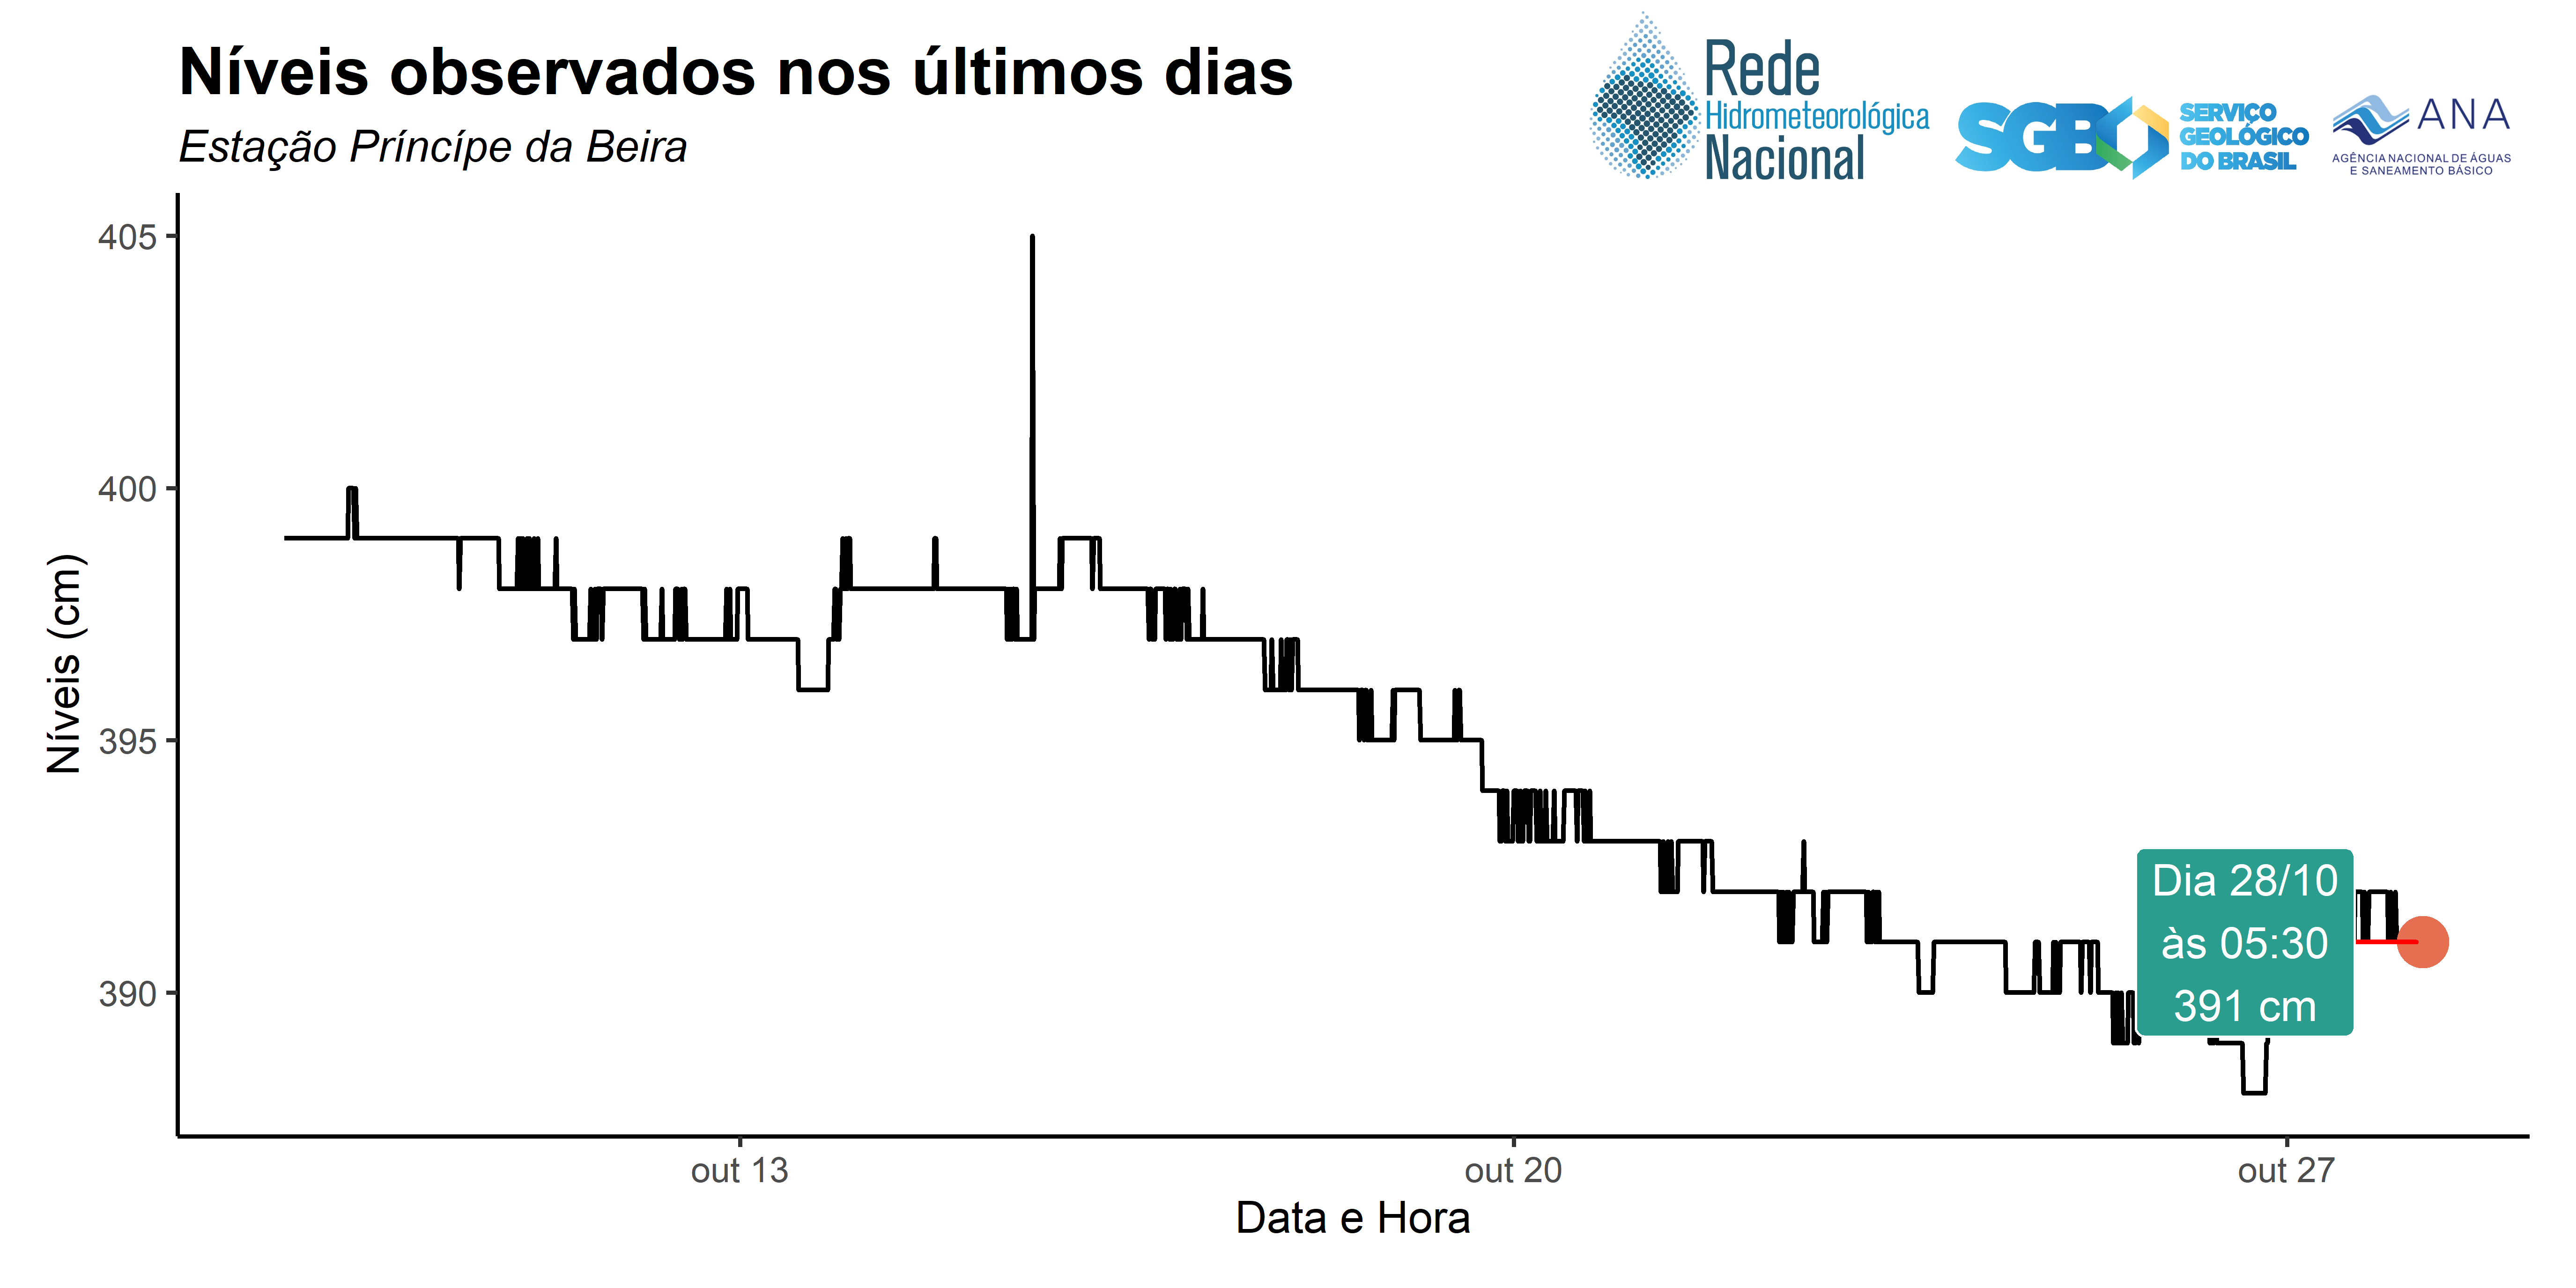 Níveis observados nos últimos dias
Estação Príncípe da Beira
Rede
Hidrometeorológica
Nacional
SGB
SERVIÇO
GEOLÓGICO
DO BRASIL
ANA
AGÊNCIA NACIONAL DE ÁGUAS
E SANEAMENTO BÁSICO
Níveis (cm)
405
400
395
390
Dia 28/10
às 05:30
391 cm
out 13
out 20
out 27
Data e Hora